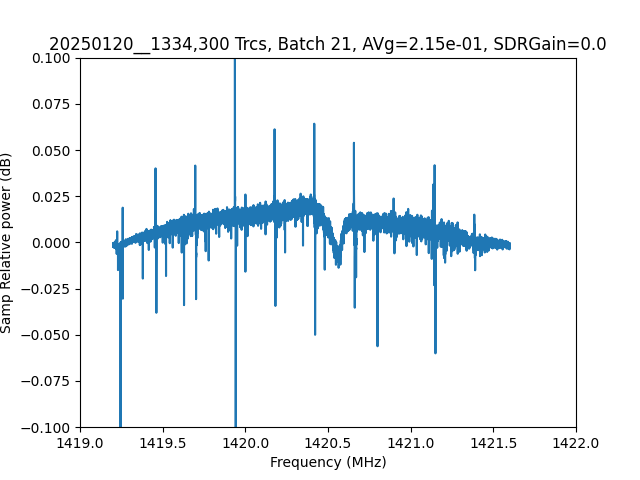 20250120__1334,300 Trcs, Batch 21, AVg=2.15e-01, SDRGain=0.0
0.100
0.075
0.050
0.025
0.000
−0.025
−0.050
−0.075
−0.100
Samp Relative power (dB)
1419.0 1419.5 1420.0 1420.5 1421.0 1421.5 1422.0
Frequency (MHz)